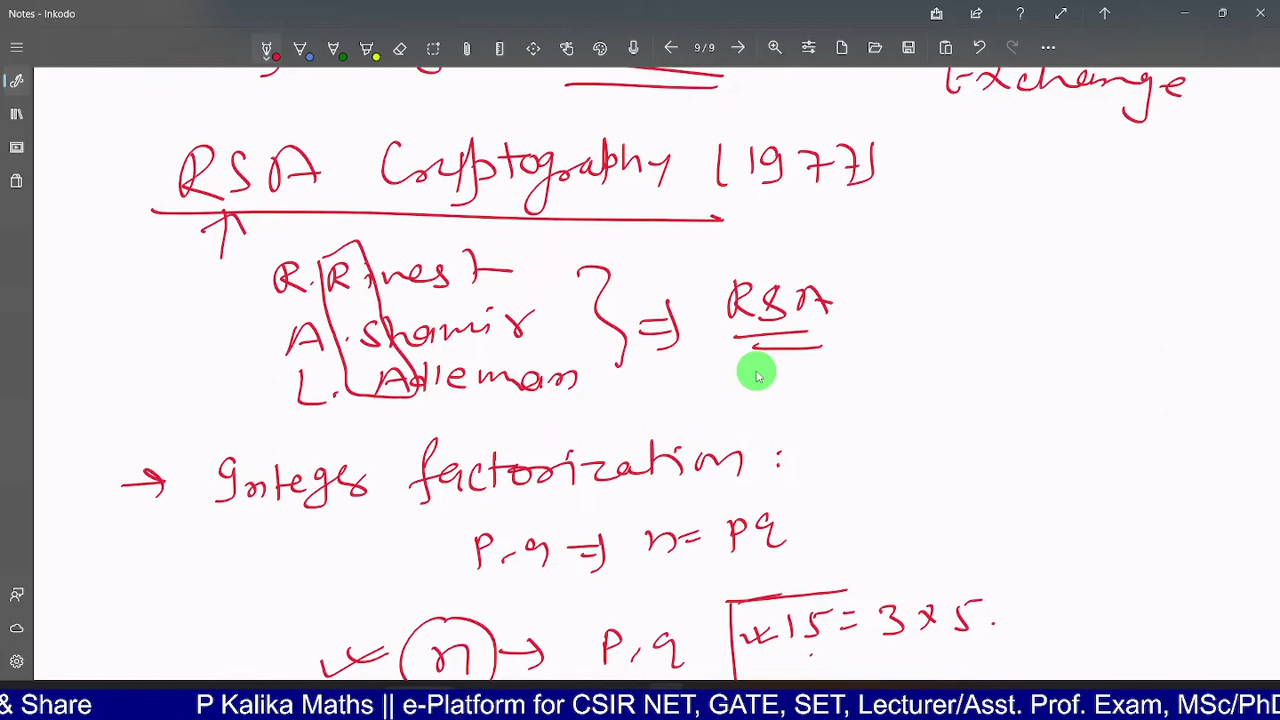 Notes - Inkodo
9/9
Exchange
RSA Cryptography (1977)
R. Rivest
A. Shamir
L. Adleman
} ⇒ RSA
→ Integer factorization :
P, q ⇒ n = pq
n → P, q
15 = 3 × 5.
& Share P Kalika Maths || e-Platform for CSIR NET, GATE, SET, Lecturer/Asst. Prof. Exam, MSc/PhD